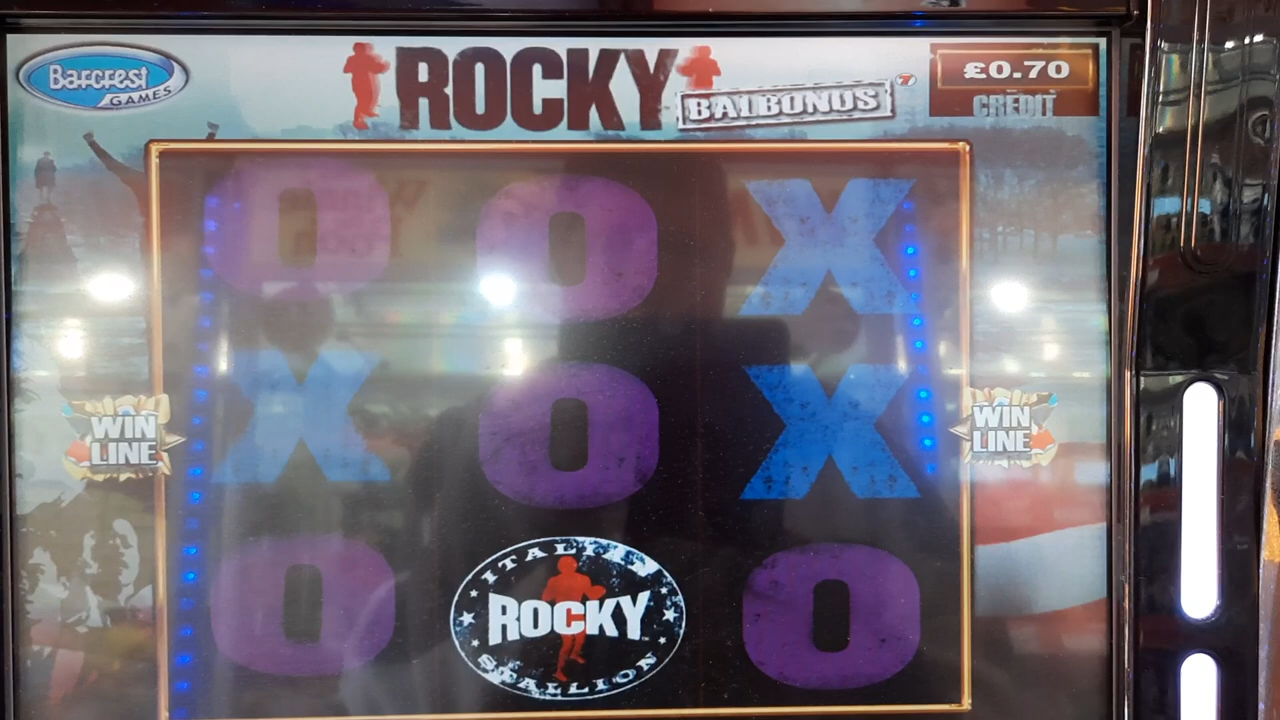 Barcrest
GAMES
ROCKY
BALBONUS
£0.70
CREDIT
O O X
X O X
O O
WIN
LINE
WIN
LINE
ITALIAN
ROCKY
STALLION